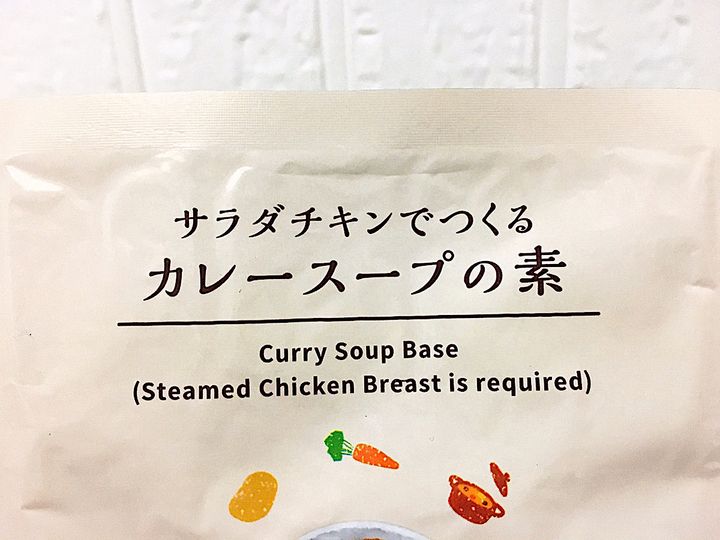 サラダチキンでつくる
カレースープの素
Curry Soup Base
(Steamed Chicken Breast is required)